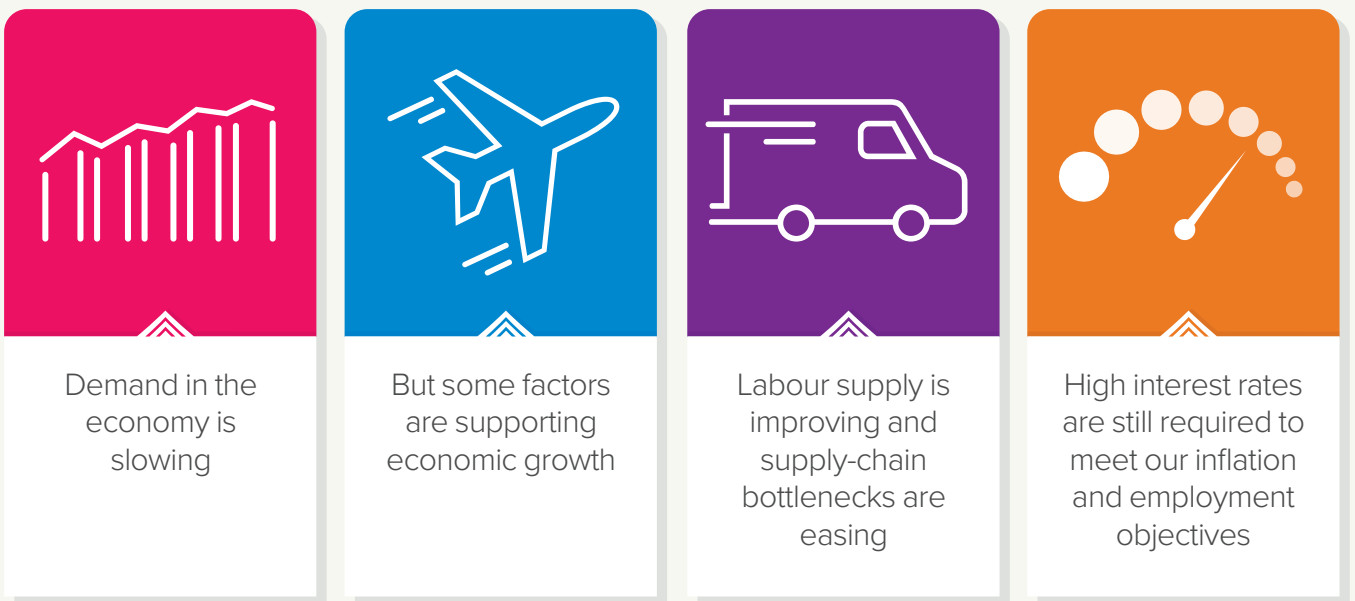 Demand in the
economy is
slowing
But some factors
are supporting
economic growth
Labour supply is
improving and
supply-chain
bottlenecks are
easing
High interest rates
are still required to
meet our inflation
and employment
objectives